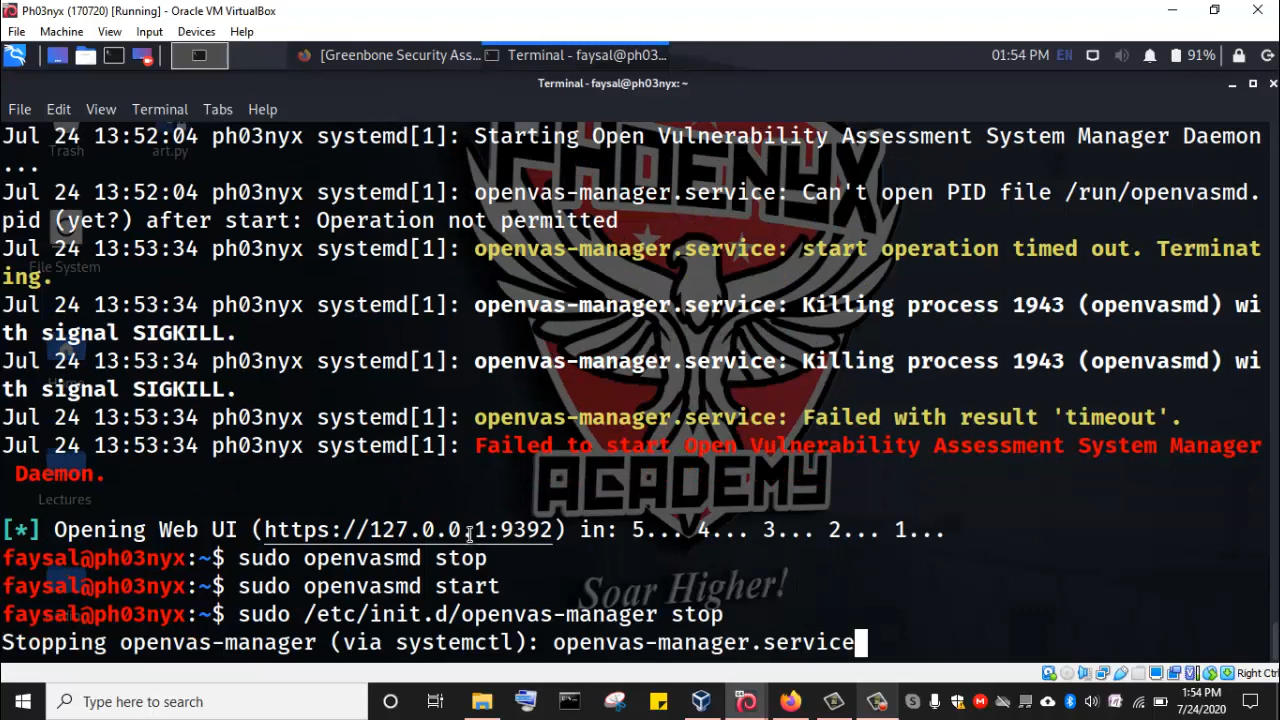 Ph03nyx (170720) [Running] - Oracle VM VirtualBox
File Machine View Input Devices Help
[Greenbone Security Ass... Terminal - faysal@ph03... 01:54 PM EN 91%
Terminal - faysal@ph03nyx: ~
File Edit View Terminal Tabs Help
Jul 24 13:52:04 ph03nyx systemd[1]: Starting Open Vulnerability Assessment System Manager Daemon
...
Jul 24 13:52:04 ph03nyx systemd[1]: openvas-manager.service: Can't open PID file /run/openvasmd.
pid (yet?) after start: Operation not permitted
Jul 24 13:53:34 ph03nyx systemd[1]: openvas-manager.service: start operation timed out. Terminat
ing.
Jul 24 13:53:34 ph03nyx systemd[1]: openvas-manager.service: Killing process 1943 (openvasmd) wi
th signal SIGKILL.
Jul 24 13:53:34 ph03nyx systemd[1]: openvas-manager.service: Killing process 1943 (openvasmd) wi
th signal SIGKILL.
Jul 24 13:53:34 ph03nyx systemd[1]: openvas-manager.service: Failed with result 'timeout'.
Jul 24 13:53:34 ph03nyx systemd[1]: Failed to start Open Vulnerability Assessment System Manager
Daemon.
[*] Opening Web UI (https://127.0.0.1:9392) in: 5... 4... 3... 2... 1...
faysal@ph03nyx:~$ sudo openvasmd stop
faysal@ph03nyx:~$ sudo openvasmd start
faysal@ph03nyx:~$ sudo /etc/init.d/openvas-manager stop
Stopping openvas-manager (via systemctl): openvas-manager.service
Trash
art.py
File System
Lectures
PHOENYX
ACADEMY
Soar Higher!
Right Ctrl
Type here to search
1:54 PM
7/24/2020